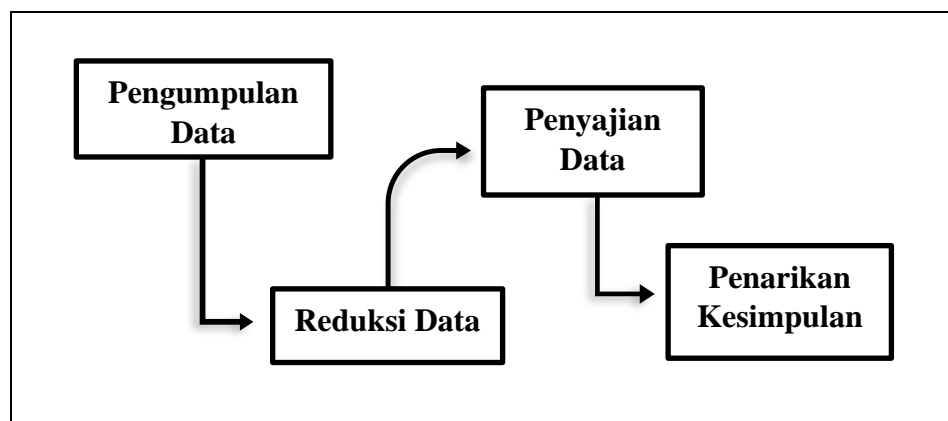 Pengumpulan
Data
Reduksi Data
Penyajian
Data
Penarikan
Kesimpulan